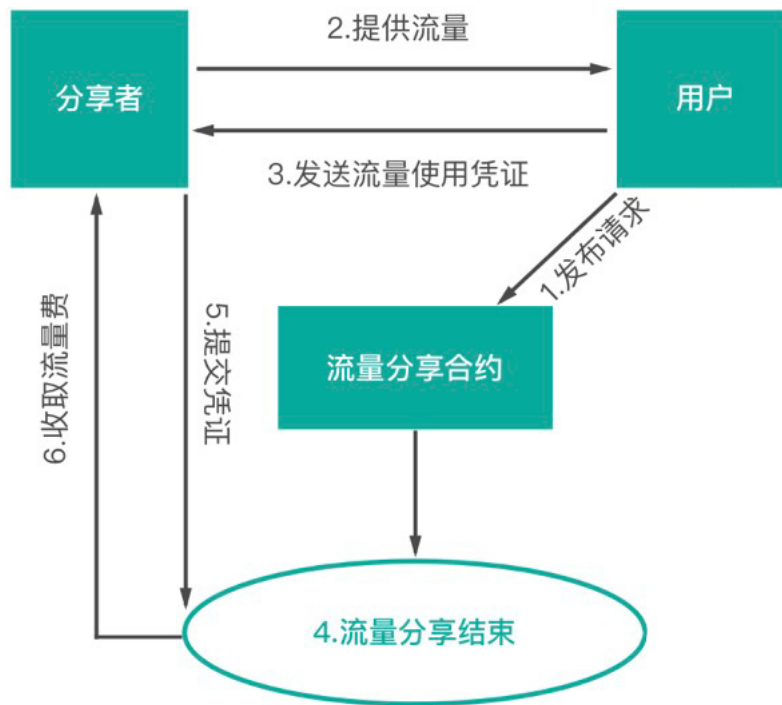 2.提供流量
分享者
用户
3.发送流量使用凭证
1.发布请求
5.提交凭证
6.收取流量费
流量分享合约
4.流量分享结束